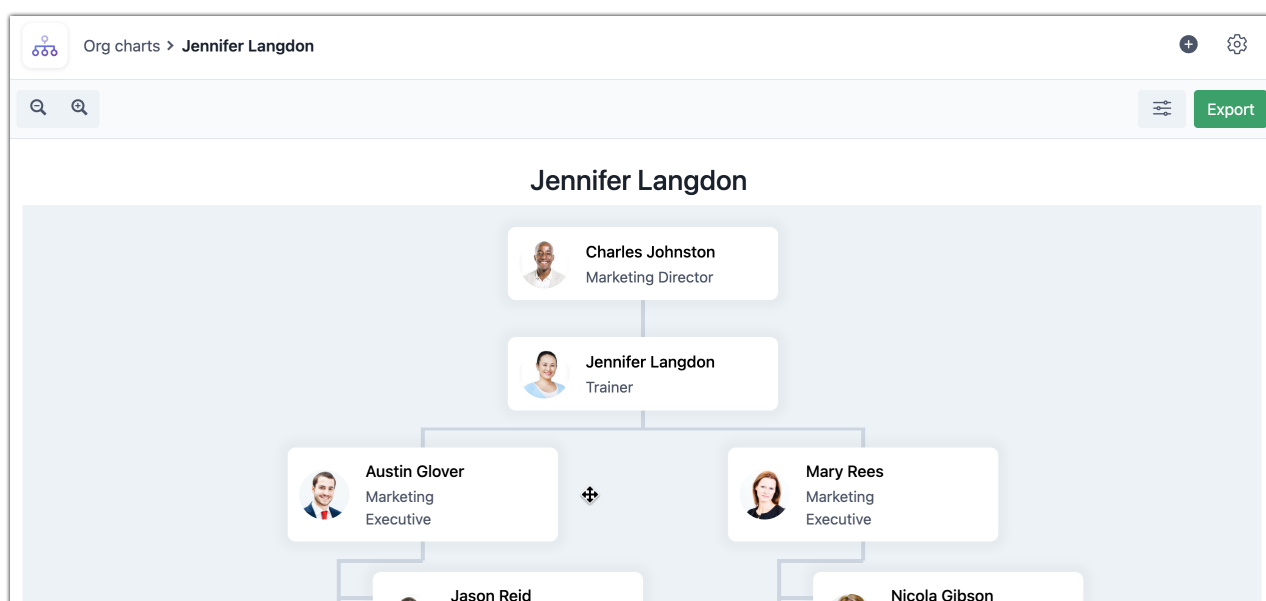 Org charts > Jennifer Langdon
Export
Jennifer Langdon
Charles Johnston
Marketing Director
Jennifer Langdon
Trainer
Austin Glover
Marketing
Executive
Mary Rees
Marketing
Executive
Jason Reid
Nicola Gibson